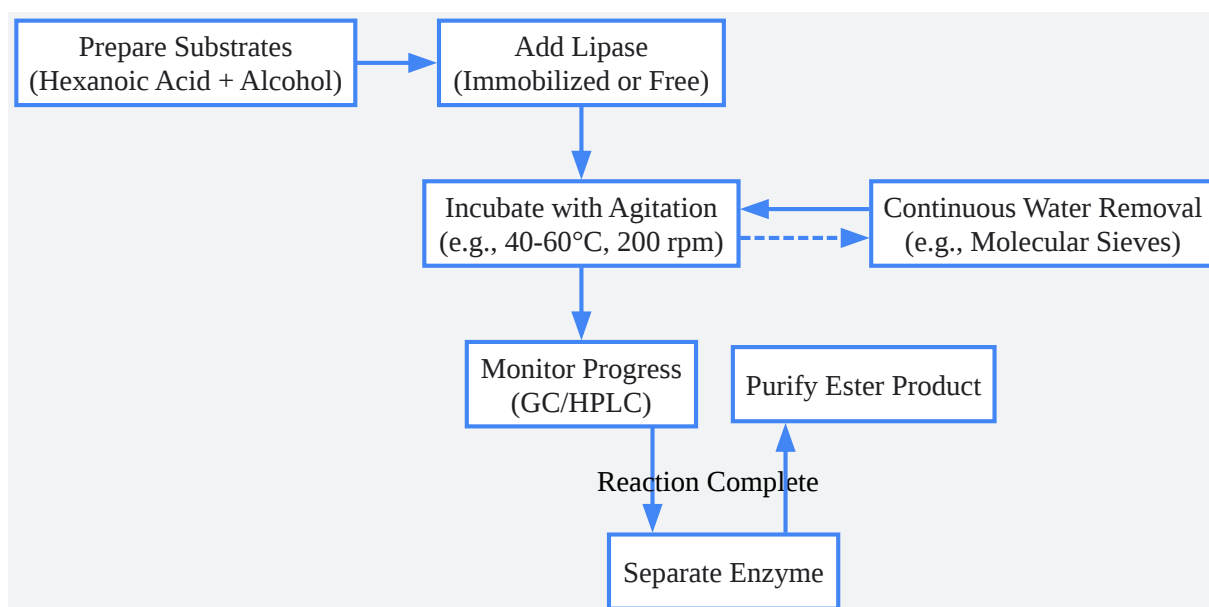 Prepare Substrates
(Hexanoic Acid + Alcohol)
Add Lipase
(Immobilized or Free)
Incubate with Agitation
(e.g., 40-60°C, 200 rpm)
Continuous Water Removal
(e.g., Molecular Sieves)
Monitor Progress
(GC/HPLC)
Purify Ester Product
Reaction Complete
Separate Enzyme